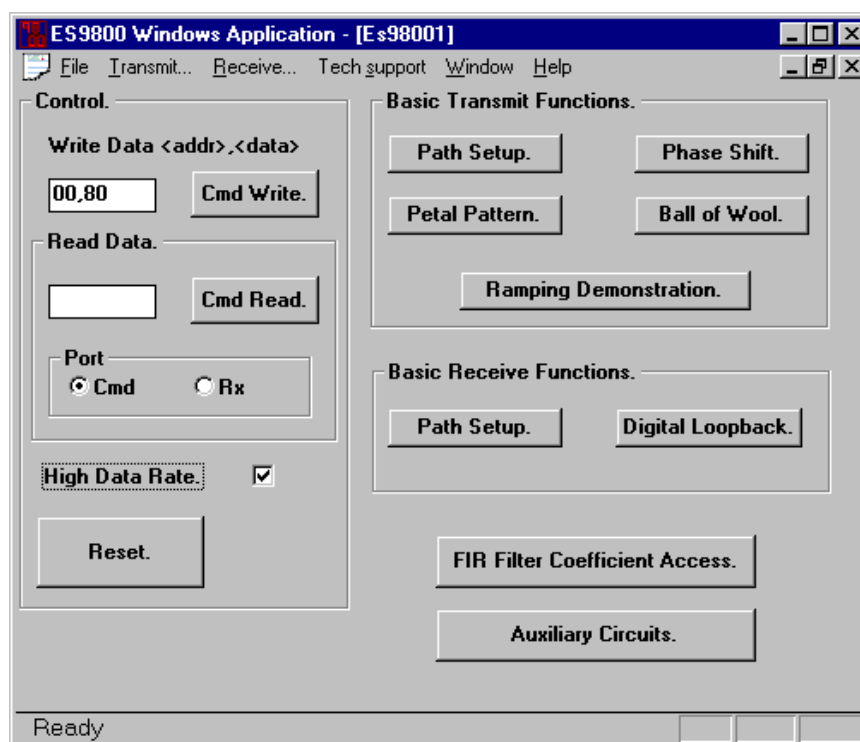 ES9800 Windows Application - [Es98001]
File Transmit... Receive... Tech support Window Help
Control.
Write Data <addr>,<data>
00,80
Cmd Write.
Read Data.
Cmd Read.
Port
Cmd Rx
High Data Rate.
Reset.
Basic Transmit Functions.
Path Setup. Phase Shift.
Petal Pattern. Ball of Wool.
Ramping Demonstration.
Basic Receive Functions.
Path Setup. Digital Loopback.
FIR Filter Coefficient Access.
Auxiliary Circuits.
Ready